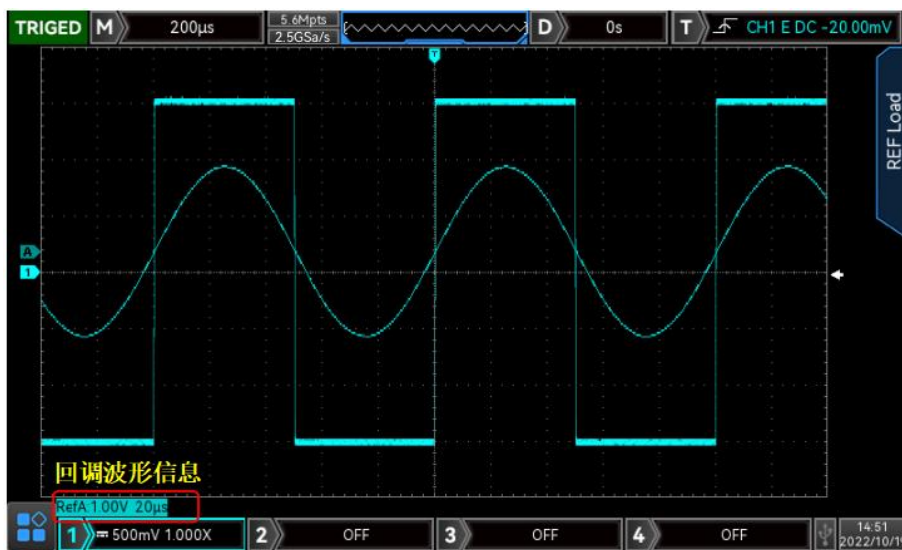 TRIGED M 200μs 5.6Mpts D 0s T CH1 E DC -20.00mV
2.5GSa/s
T
REF Load
A
1
回调波形信息
RefA:1.00V 20μs
1 500mV 1.000X 2 OFF 3 OFF 4 OFF 14:51
2022/10/19